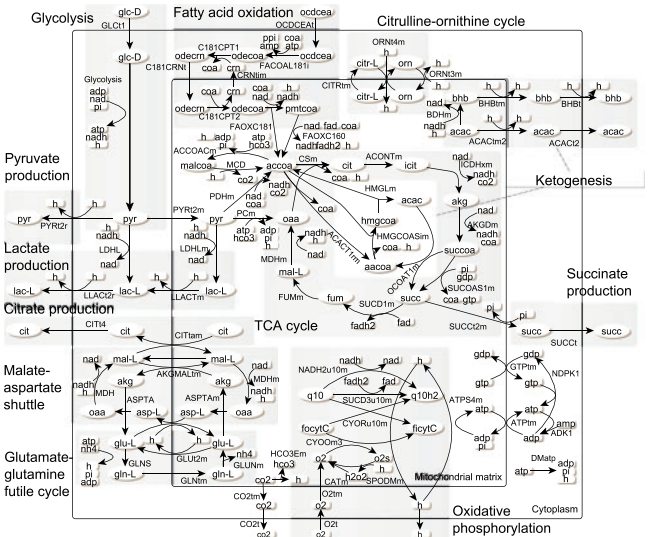 Glycolysis
glc-D
GLCt1
Fatty acid oxidation
ocdcea
OCDCEAt
Citrulline-ornithine cycle
glc-D
C181CPT1
odecrn
odecoa
ppi
coa
amp
atp
ocdcea
FACOAL181i
C181CRNt
coa
crn
CRNtim
ORNt4m
citr-L
orn
h
ORNt3m
CITRtm
h
citr-L
orn
Glycolysis
adp
nad
pi
atp
nadh
h
odecrn
coa
crn
C181CPT2
coa
nad
odecoa
nadh
h
pmtcoa
FAOXC181
nad
fad
coa
FAOXC160
nadh
fadh2
h
h
nad
bhb
BDHm
nadh
acac
h
h
BHBtm
bhb
h
h
BHBt
bhb
h
h
ACACtm2
acac
ACACt2
acac
Ketogenesis
h
adp
pi
ACCOACm
atp
hco3
malcoa
MCD
h
co2
accoa
CSm
cit
coa
h
ACONTm
icit
nad
ICDHxm
nadh
co2
akg
nad
AKGDm
nadh
coa
succoa
Pyruvate
production
PDHm
nad
coa
nadh
co2
coa
HMGLm
acac
hmgcoa
HMGCOASim
coa
h
aacoa
ACACT1rm
OCOAT1m
pyr
h
h
PYRt2r
pyr
h
PYRt2m
pyr
PCm
atp
hco3
adp
pi
h
oaa
nadh
h
nad
MDHm
mal-L
nadh
LDHL
nad
h
nadh
LDHLm
nad
h
Lactate
production
lac-L
h
h
LLACt2r
lac-L
h
h
LLACTm
lac-L
FUMm
fum
SUCD1m
fadh2
fad
succ
pi
gdp
SUCOAS1m
coa
gtp
Succinate
production
pi
pi
SUCCt2m
succ
SUCCt
succ
Citrate production
cit
CITt4
cit
CITtam
cit
TCA cycle
Malate-
aspartate
shuttle
nad
mal-L
mal-L
nad
MDHm
nadh
h
AKGMALtm
nadh
h
MDH
akg
akg
oaa
ASPTA
asp-L
ASPTAm
asp-L
oaa
Glutamate-
glutamine
futile cycle
atp
nh4
glu-L
h
h
glu-L
GLUt2m
h
pi
adp
GLNS
gln-L
GLNtm
gln-L
nh4
GLUNm
h
nadh
nad
h
NADH2u10m
fadh2
fad
q10
SUCD3u10m
q10h2
CYORu10m
focytC
ficytC
CYOOm3
o2
o2s
h2o2
CATm
SPODMm
Mitochondrial matrix
HCO3Em
hco3
co2
h
CO2tm
co2
CO2t
co2
O2tm
o2
O2t
o2
h
h
Oxidative
phosphorylation
gdp
gdp
GTPtm
gtp
gtp
NDPK1
ATPS4m
atp
atp
ATPtm
adp
pi
adp
amp
ADK1
DMatp
atp
adp
pi
h
Cytoplasm